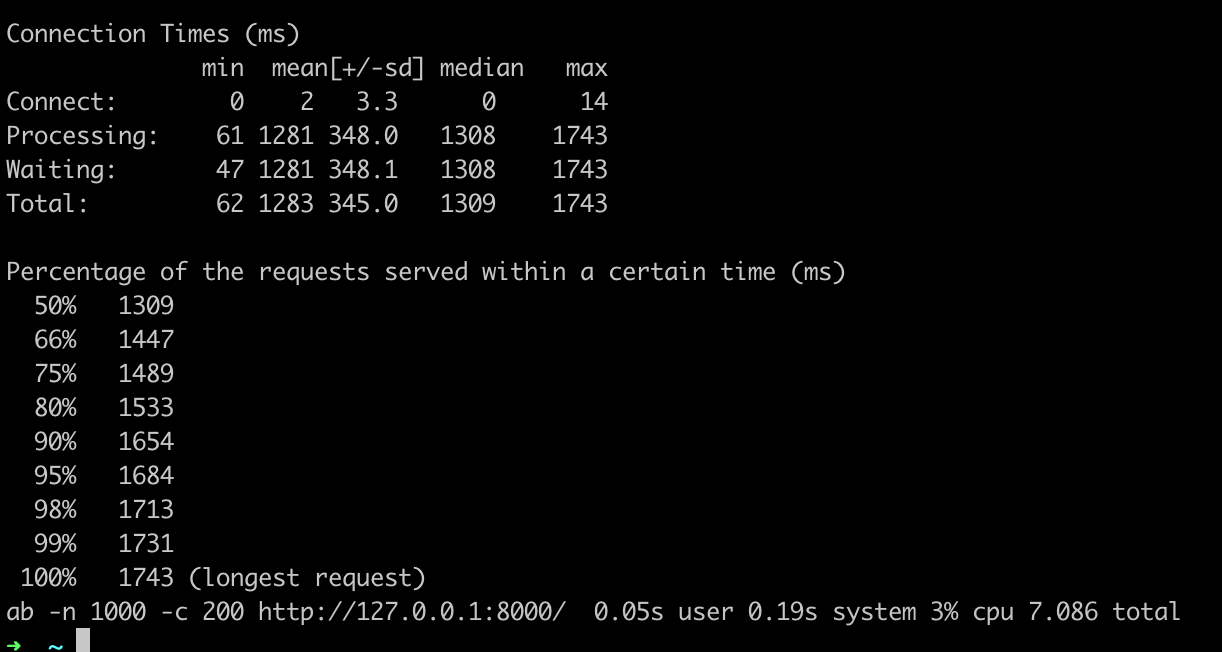 Connection Times (ms)
              min  mean[+/-sd] median   max
Connect:        0    2   3.3      0      14
Processing:    61 1281 348.0   1308    1743
Waiting:       47 1281 348.1   1308    1743
Total:         62 1283 345.0   1309    1743
Percentage of the requests served within a certain time (ms)
  50%   1309
  66%   1447
  75%   1489
  80%   1533
  90%   1654
  95%   1684
  98%   1713
  99%   1731
 100%   1743 (longest request)
ab -n 1000 -c 200 http://127.0.0.1:8000/  0.05s user 0.19s system 3% cpu 7.086 total
➜  ~